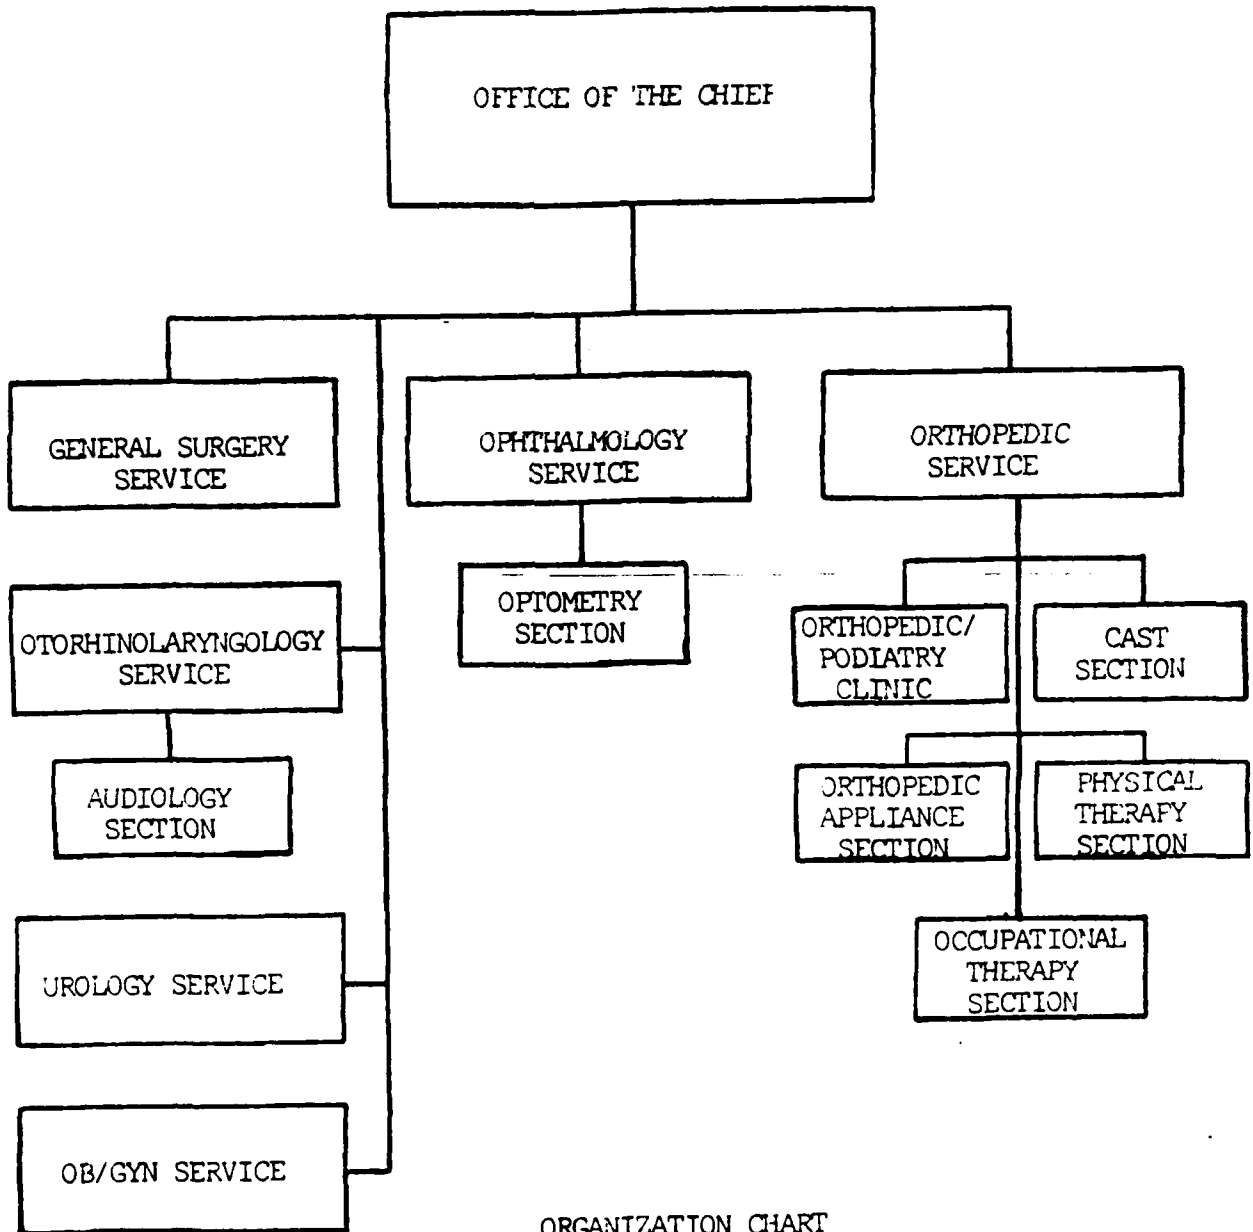 OFFICE OF THE CHIEF
GENERAL SURGERY
SERVICE
OPHTHALMOLOGY
SERVICE
ORTHOPEDIC
SERVICE
OTORHINOLARYNGOLOGY
SERVICE
OPTOMETRY
SECTION
ORTHOPEDIC/
PODIATRY
CLINIC
CAST
SECTION
AUDIOLOGY
SECTION
ORTHOPEDIC
APPLIANCE
SECTION
PHYSICAL
THERAPY
SECTION
UROLOGY SERVICE
OCCUPATIONAL
THERAPY
SECTION
OB/GYN SERVICE
ORGANIZATION CHART